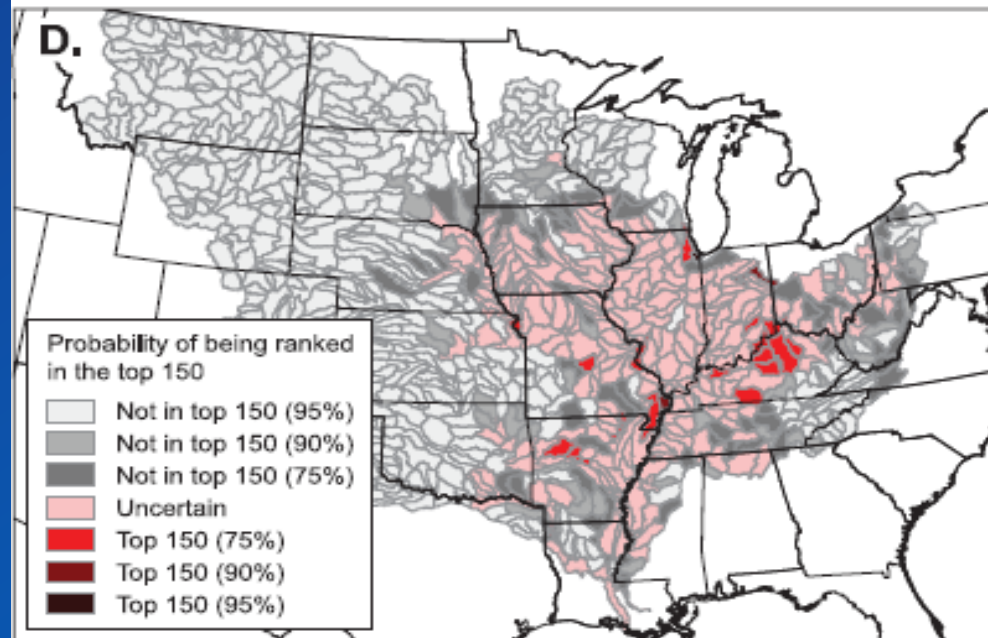 D.
Probability of being ranked
in the top 150
Not in top 150 (95%)
Not in top 150 (90%)
Not in top 150 (75%)
Uncertain
Top 150 (75%)
Top 150 (90%)
Top 150 (95%)